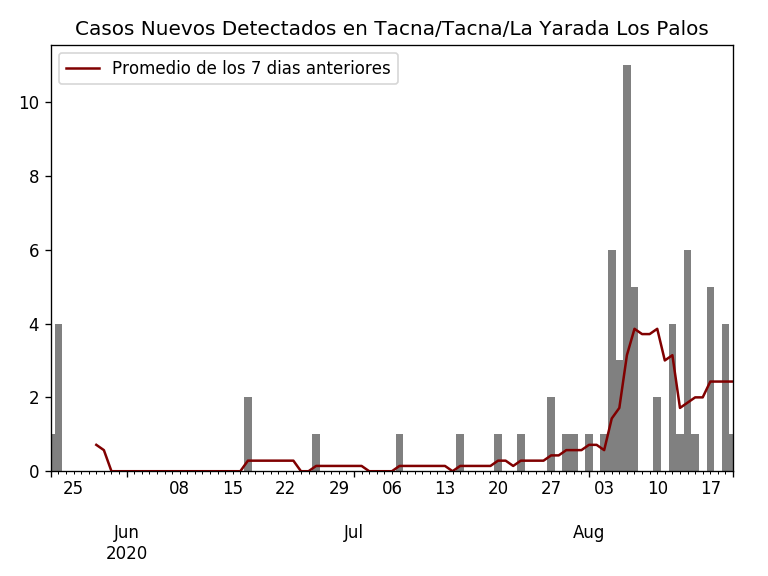 Casos Nuevos Detectados en Tacna/Tacna/La Yarada Los Palos
Promedio de los 7 dias anteriores
10
8
6
4
2
0
25 08 15 22 29 06 13 20 27 03 10 17
Jun Jul Aug
2020